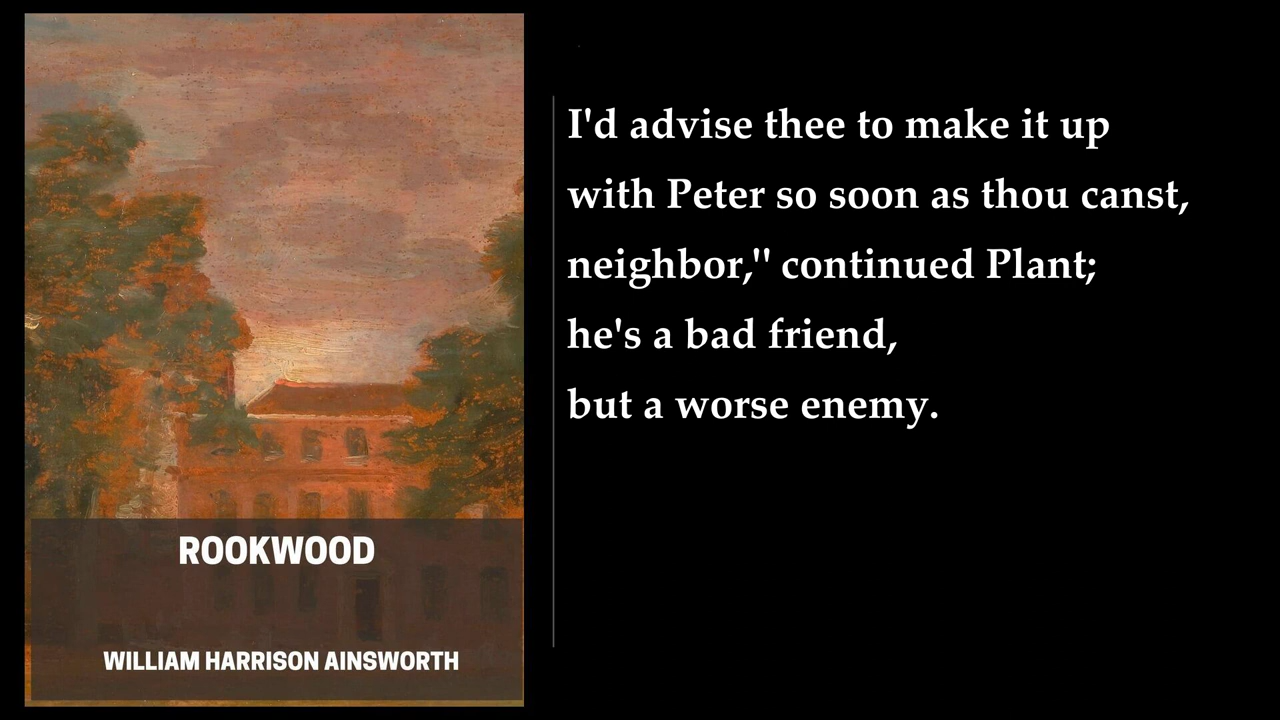 I'd advise thee to make it up
with Peter so soon as thou canst,
neighbor," continued Plant;
he's a bad friend,
but a worse enemy.
ROOKWOOD
WILLIAM HARRISON AINSWORTH